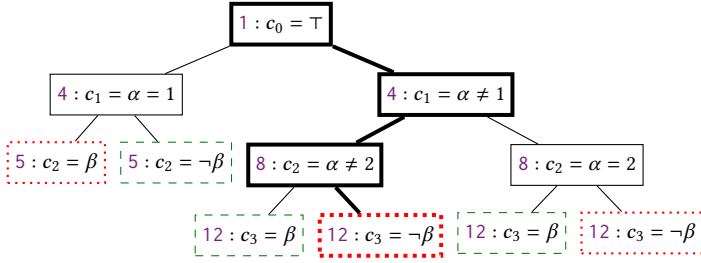 1 : c₀ = ⊤
4 : c₁ = α = 1
4 : c₁ = α ≠ 1
5 : c₂ = β
5 : c₂ = ¬β
8 : c₂ = α ≠ 2
8 : c₂ = α = 2
12 : c₃ = β
12 : c₃ = ¬β
12 : c₃ = β
12 : c₃ = ¬β